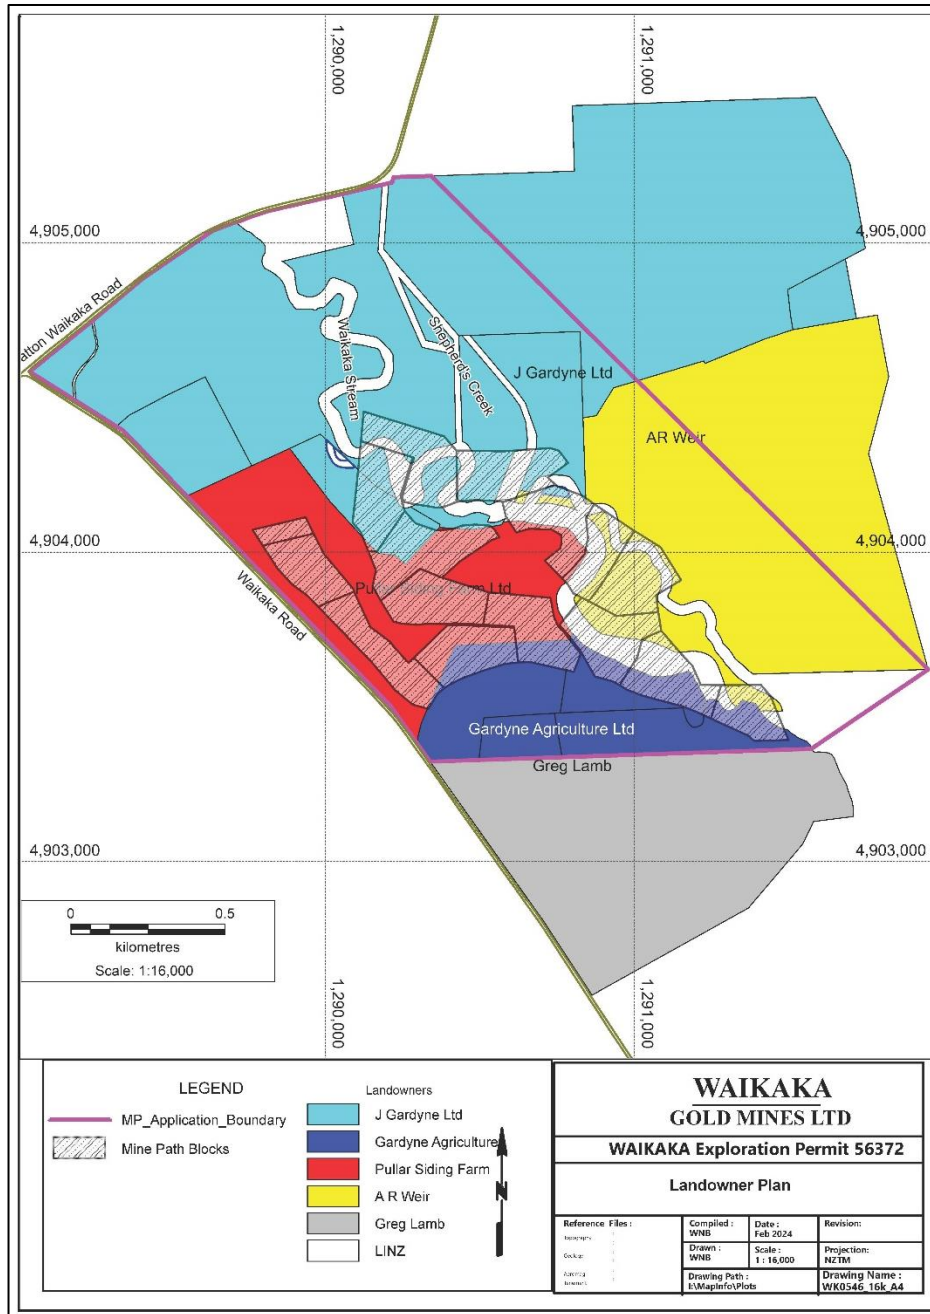 1,290,000
1,291,000
4,905,000
4,905,000
atton Waikaka Road
Waikaka Stream
Shepherd's Creek
J Gardyne Ltd
AR Weir
4,904,000
4,904,000
Pullar Siding Farm Ltd
Waikaka Road
Gardyne Agriculture Ltd
Greg Lamb
4,903,000
4,903,000
0 0.5
kilometres
Scale: 1:16,000
1,290,000
1,291,000
LEGEND
MP_Application_Boundary
Mine Path Blocks
Landowners
J Gardyne Ltd
Gardyne Agriculture
Pullar Siding Farm
A R Weir
Greg Lamb
LINZ
N
WAIKAKA
GOLD MINES LTD
WAIKAKA Exploration Permit 56372
Landowner Plan
Reference Files :
Compiled :
WNB
Date :
Feb 2024
Revision:
Drawn :
WNB
Scale :
1 : 16,000
Projection:
NZTM
Drawing Path :
I:\MapInfo\Plots
Drawing Name :
WK0546_16k_A4